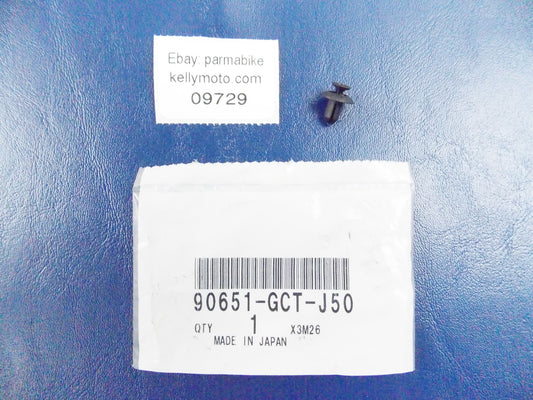 Ebay: parmabike
kellymoto.com
09729
90651-GCT-J50
QTY 1 X3M26
MADE IN JAPAN